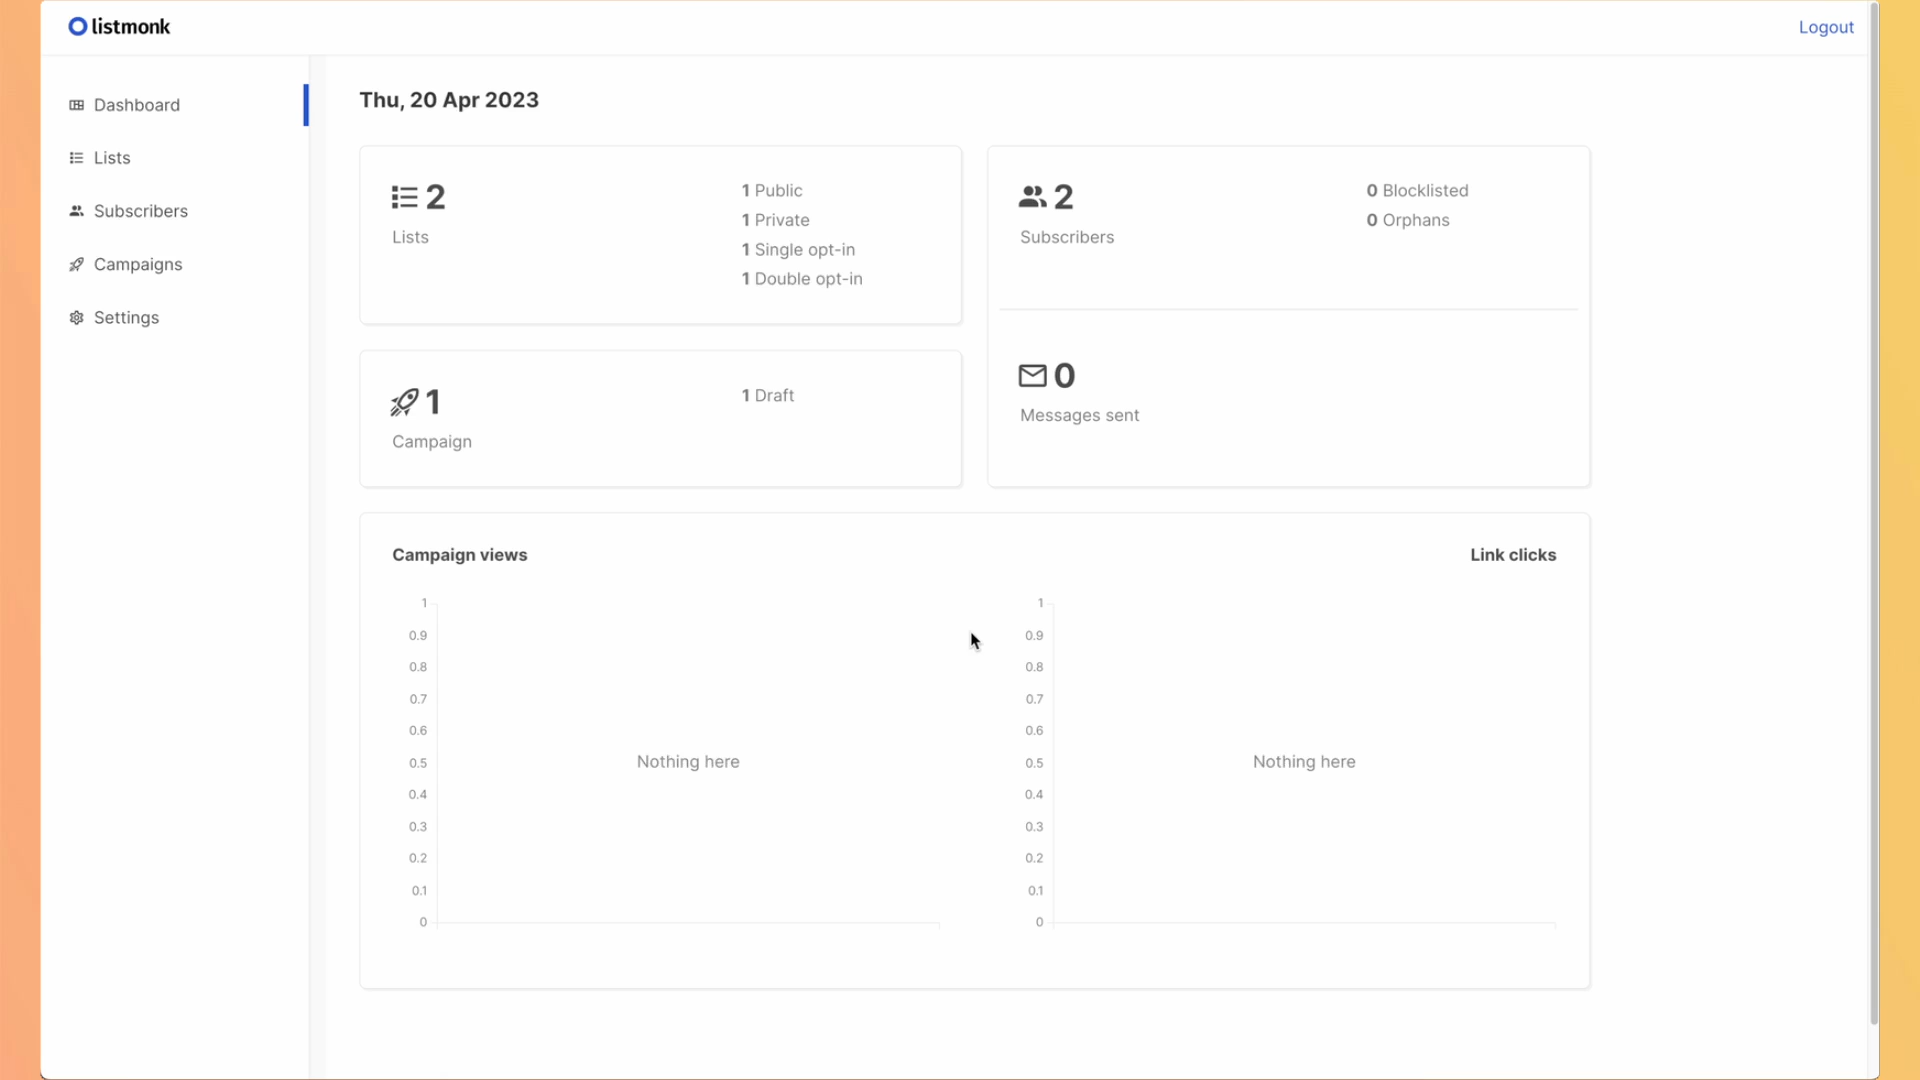 listmonk
Logout
Dashboard
Lists
Subscribers
Campaigns
Settings
Thu, 20 Apr 2023
2
Lists
1 Public
1 Private
1 Single opt-in
1 Double opt-in
2
Subscribers
0 Blocklisted
0 Orphans
1
Campaign
1 Draft
0
Messages sent
Campaign views
1
0.9
0.8
0.7
0.6
0.5
0.4
0.3
0.2
0.1
0
Nothing here
Link clicks
1
0.9
0.8
0.7
0.6
0.5
0.4
0.3
0.2
0.1
0
Nothing here